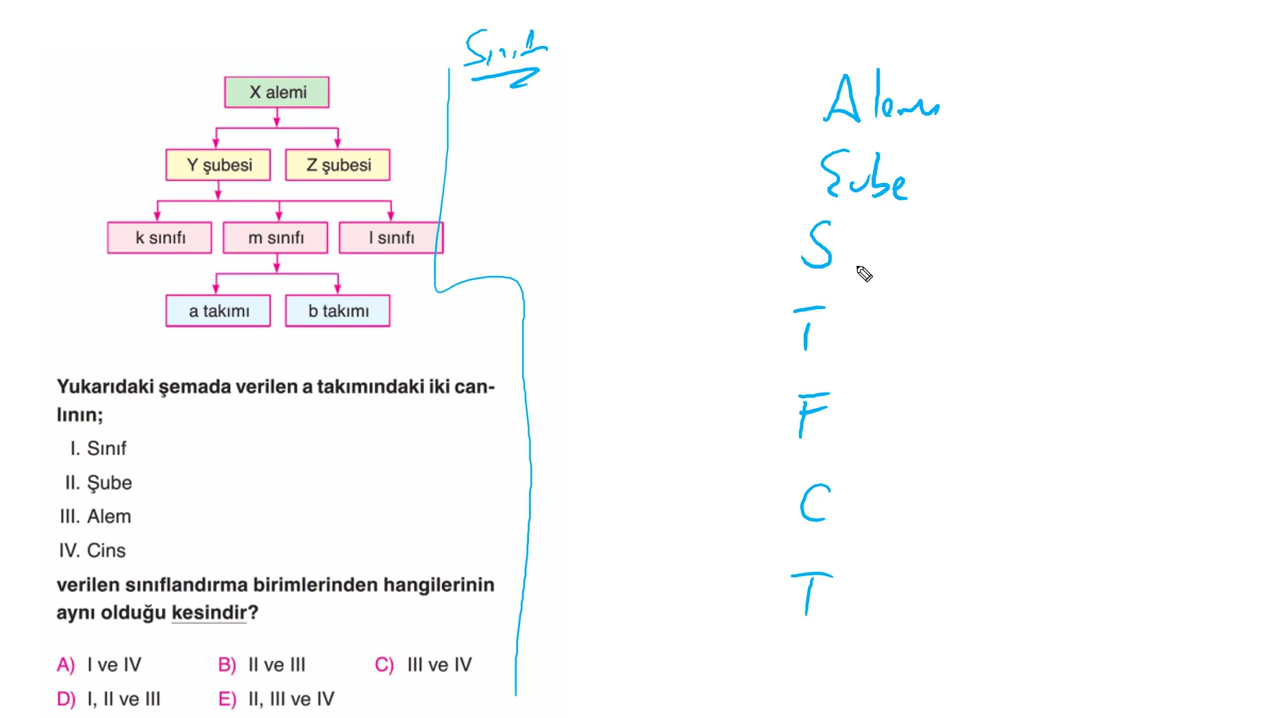 X alemi
Y şubesi Z şubesi
k sınıfı m sınıfı l sınıfı
a takımı b takımı
Yukarıdaki şemada verilen a takımındaki iki can-
lının;
I. Sınıf
II. Şube
III. Alem
IV. Cins
verilen sınıflandırma birimlerinden hangilerinin
aynı olduğu kesindir?
A) I ve IV B) II ve III C) III ve IV
D) I, II ve III E) II, III ve IV
Alem
Şube
S
T
F
C
T